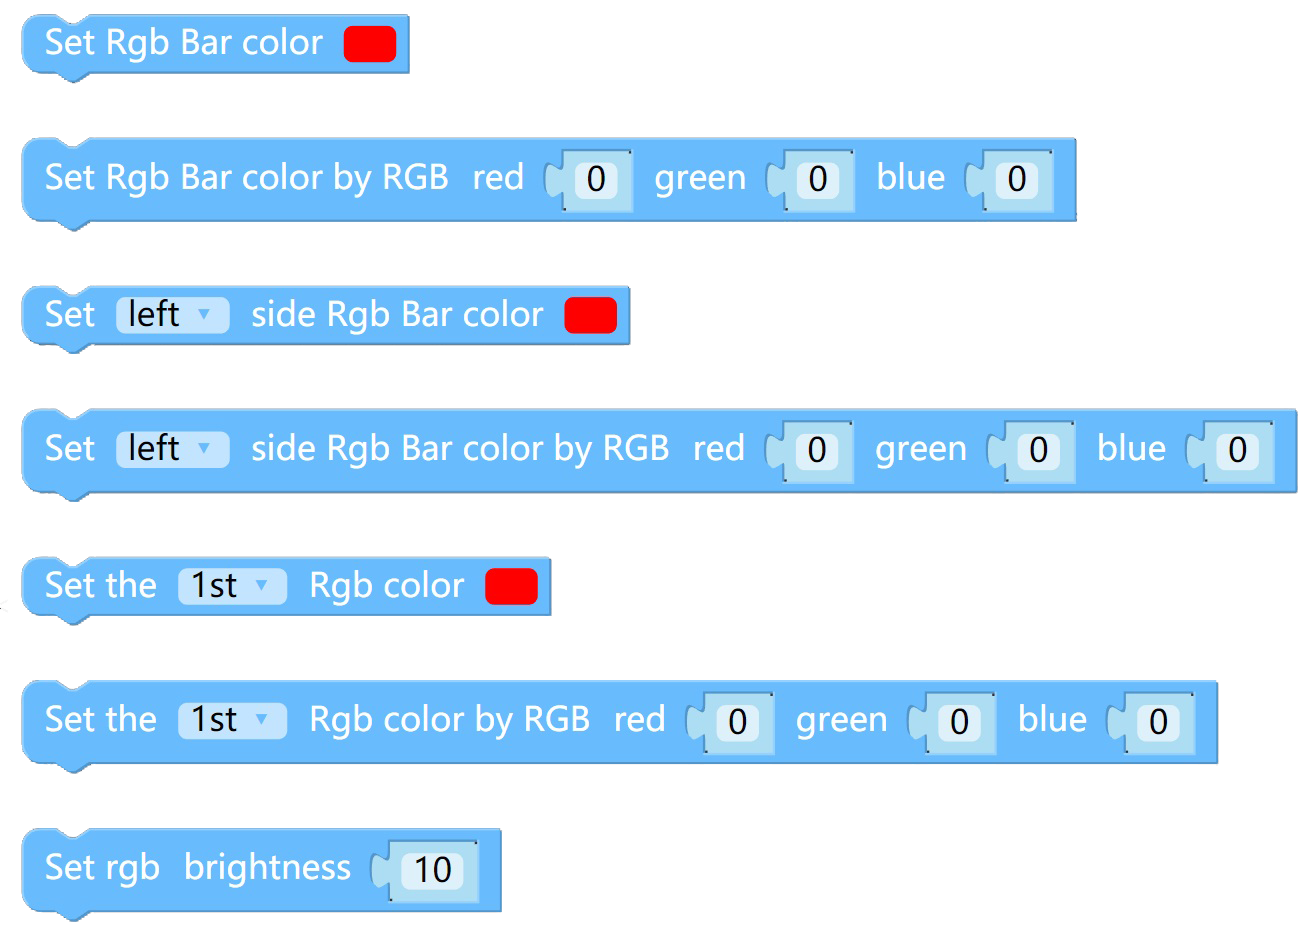 Set Rgb Bar color
Set Rgb Bar color by RGB red 0 green 0 blue 0
Set left side Rgb Bar color
Set left side Rgb Bar color by RGB red 0 green 0 blue 0
Set the 1st Rgb color
Set the 1st Rgb color by RGB red 0 green 0 blue 0
Set rgb brightness 10